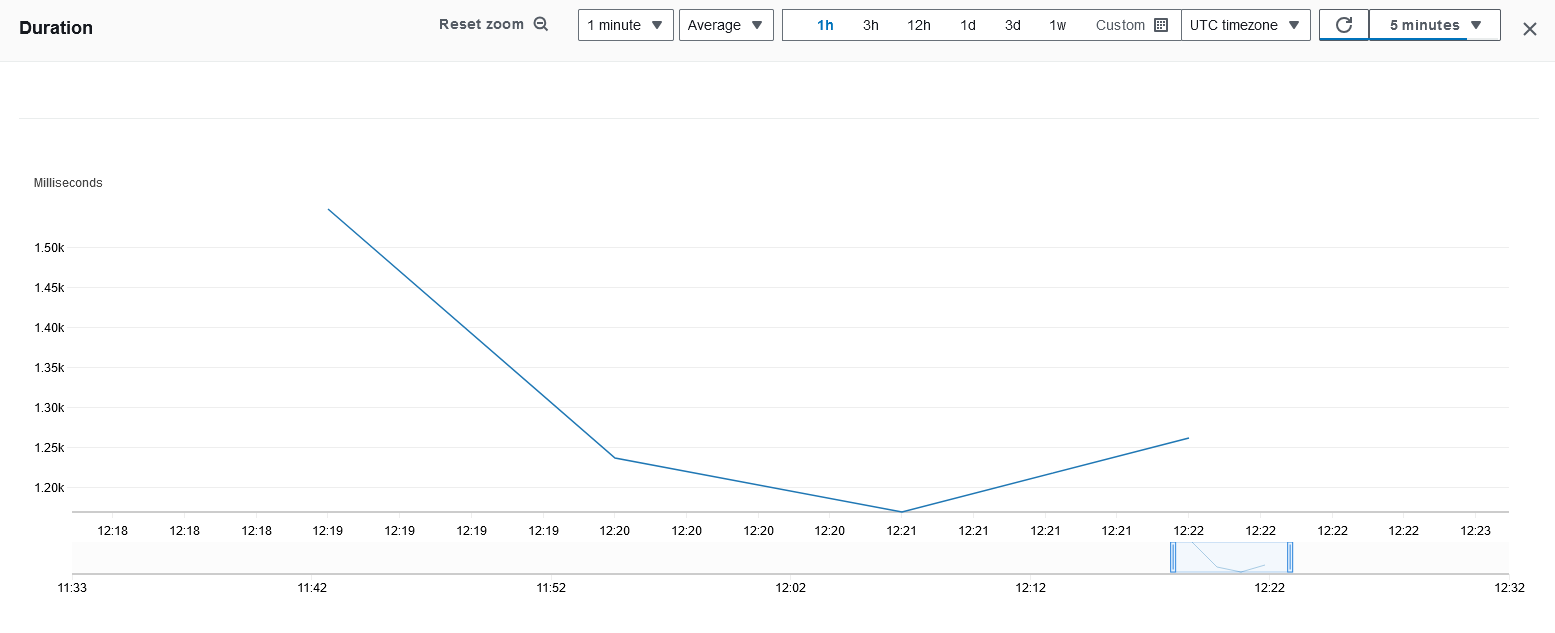 Duration
Reset zoom
1 minute
Average
1h 3h 12h 1d 3d 1w Custom
UTC timezone
5 minutes
Milliseconds
1.50k
1.45k
1.40k
1.35k
1.30k
1.25k
1.20k
12:18 12:18 12:18 12:19 12:19 12:19 12:19 12:20 12:20 12:20 12:20 12:21 12:21 12:21 12:21 12:22 12:22 12:22 12:22 12:23
11:33 11:42 11:52 12:02 12:12 12:22 12:32